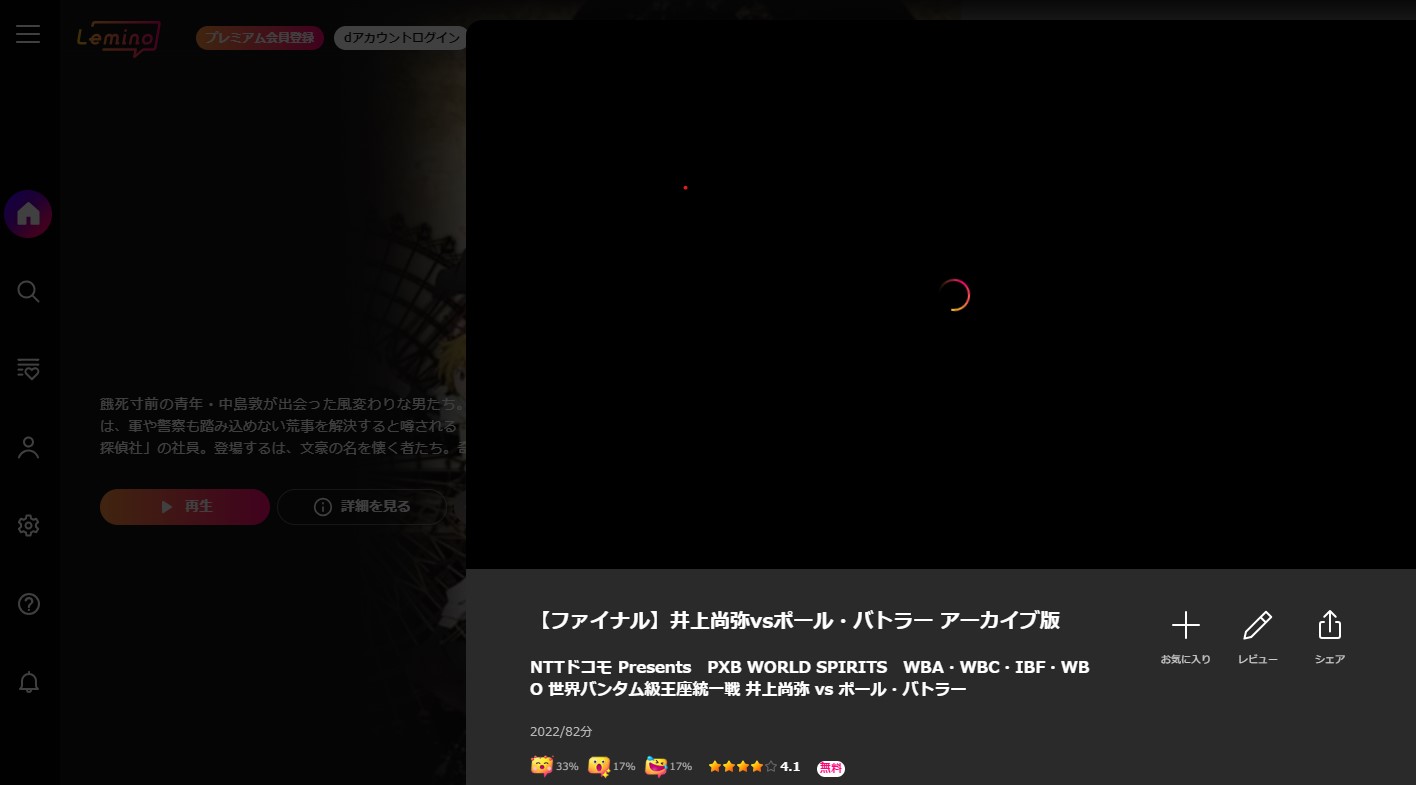 Lemino
プレミアム会員登録
dアカウントログイン
餓死寸前の青年・中島敦が出会った風変わりな男たち。
は、軍や警察も踏み込めない荒事を解決すると噂される「
探偵社」の社員。登場するは、文豪の名を懐く者たち。
再生
詳細を見る
【ファイナル】井上尚弥vsポール・バトラー アーカイブ版
NTTドコモ Presents　PXB WORLD SPIRITS　WBA・WBC・IBF・WB
O 世界バンタム級王座統一戦 井上尚弥 vs ポール・バトラー
お気に入り
レビュー
シェア
2022/82分
33%
17%
17%
4.1
無料